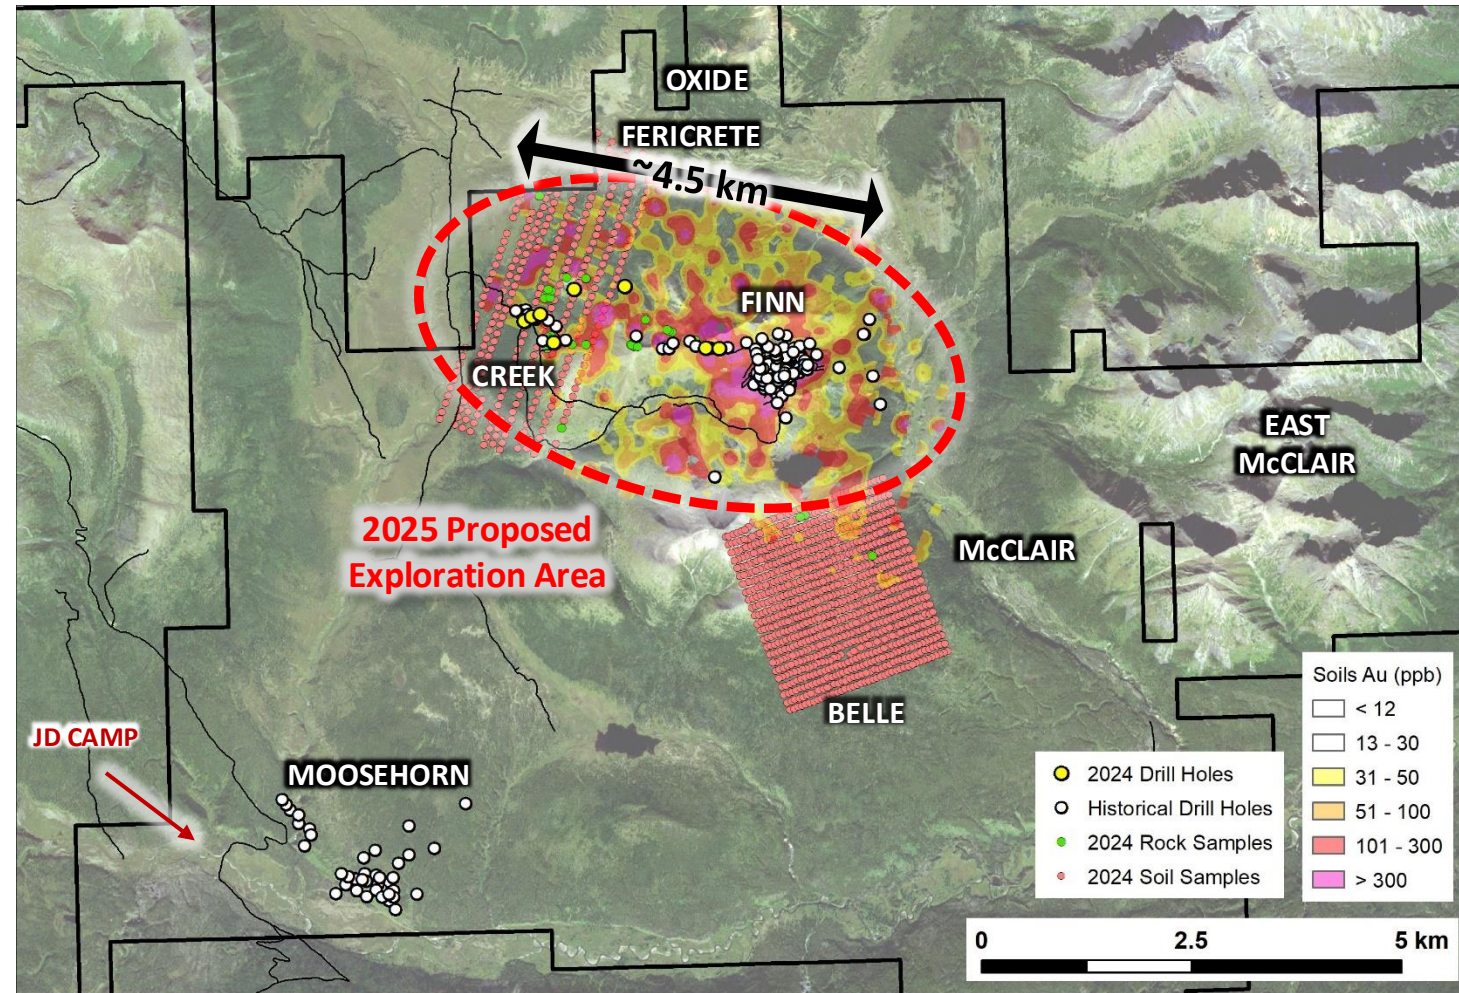 OXIDE
FERICRETE
~4.5 km
FINN
CREEK
EAST
McCLAIR
2025 Proposed
Exploration Area
McCLAIR
BELLE
JD CAMP
MOOSEHORN
2024 Drill Holes
Historical Drill Holes
2024 Rock Samples
2024 Soil Samples
Soils Au (ppb)
< 12
13 - 30
31 - 50
51 - 100
101 - 300
> 300
0 2.5 5 km